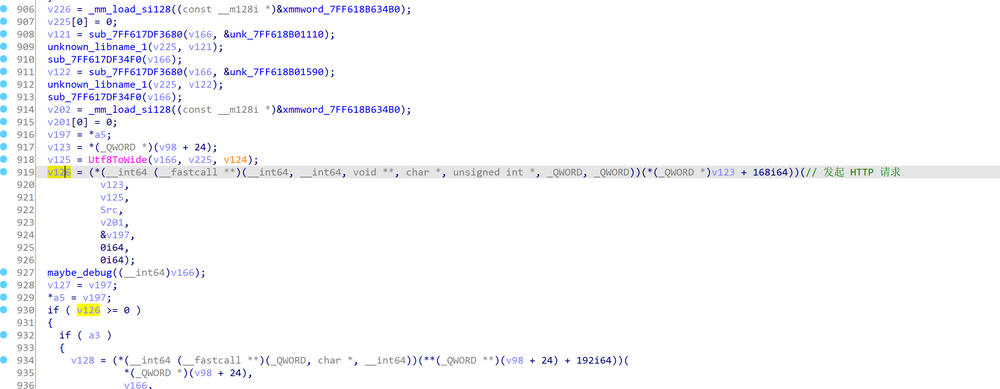 906 v226 = _mm_load_si128((const __m128i *)&xmmword_7FF618B634B0);
907 v225[0] = 0;
908 v121 = sub_7FF617DF3680(v166, &unk_7FF618B01110);
909 unknown_libname_1(v225, v121);
910 sub_7FF617DF34F0(v166);
911 v122 = sub_7FF617DF3680(v166, &unk_7FF618B01590);
912 unknown_libname_1(v225, v122);
913 sub_7FF617DF34F0(v166);
914 v202 = _mm_load_si128((const __m128i *)&xmmword_7FF618B634B0);
915 v201[0] = 0;
916 v197 = *a5;
917 v123 = *(_QWORD *)(v98 + 24);
918 v125 = Utf8ToWide(v166, v225, v124);
919 v126 = (*(__int64 (__fastcall **)(__int64, __int64, void **, char *, unsigned int *, _QWORD, _QWORD))(*(_QWORD *)v123 + 168i64))(// 发起 HTTP 请求
920 v123,
921 v125,
922 Src,
923 v201,
924 &v197,
925 0i64,
926 0i64);
927 maybe_debug((__int64)v166);
928 v127 = v197;
929 *a5 = v197;
930 if ( v126 >= 0 )
931 {
932 if ( a3 )
933 {
934 v128 = (*(__int64 (__fastcall **)(_QWORD, char *, __int64))(**(_QWORD **)(v98 + 24) + 192i64))(
935 *(_QWORD *)(v98 + 24),
936 v166,